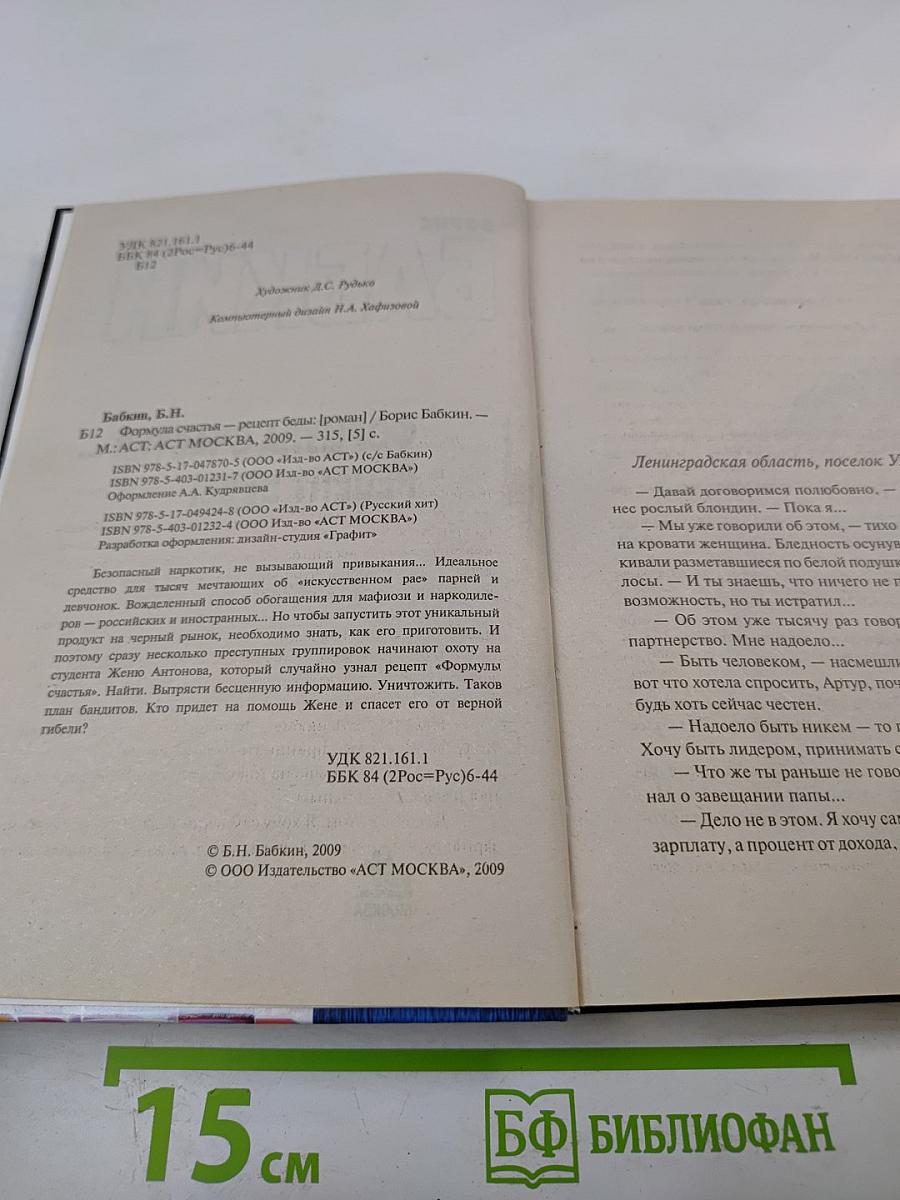 УДК 821.161.1
ББК 84 (2Рос=Рус)6-44
Б12
Художник Д.С. Рудько
Компьютерный дизайн Н.А. Хафизовой
Бабкин, Б.Н.
Б12 Формула счастья — рецепт беды: [роман] / Борис Бабкин. —
М.: АСТ: АСТ МОСКВА, 2009. — 315, [5] с.
ISBN 978-5-17-047870-5 (ООО «Изд-во АСТ») (с/с Бабкин)
ISBN 978-5-403-01231-7 (ООО Изд-во «АСТ МОСКВА»)
Оформление А.А. Кудрявцева
ISBN 978-5-17-049424-8 (ООО «Изд-во АСТ») (Русский хит)
ISBN 978-5-403-01232-4 (ООО Изд-во «АСТ МОСКВА»)
Разработка оформления: дизайн-студия «Графит»
Безопасный наркотик, не вызывающий привыкания... Идеальное
средство для тысяч мечтающих об «искусственном рае» парней и
девчонок. Вожделенный способ обогащения для мафиози и наркодиле-
ров — российских и иностранных... Но чтобы запустить этот уникальный
продукт на черный рынок, необходимо знать, как его приготовить. И
поэтому сразу несколько преступных группировок начинают охоту на
студента Женю Антонова, который случайно узнал рецепт «Формулы
счастья». Найти. Вытрясти бесценную информацию. Уничтожить. Таков
план бандитов. Кто придет на помощь Жене и спасет его от верной
гибели?
УДК 821.161.1
ББК 84 (2Рос=Рус)6-44
© Б.Н. Бабкин, 2009
© ООО Издательство «АСТ МОСКВА», 2009
Ленинградская область, поселок У
— Давай договоримся полюбовно, —
нес рослый блондин. — Пока я...
— Мы уже говорили об этом, — тихо
на кровати женщина. Бледность осунув
кивали разметавшиеся по белой подушк
лосы. — И ты знаешь, что ничего не п
возможность, но ты истратил...
— Об этом уже тысячу раз говор
партнерство. Мне надоело...
— Быть человеком, — насмешли
вот что хотела спросить, Артур, поч
будь хоть сейчас честен.
— Надоело быть никем — то п
Хочу быть лидером, принимать с
— Что же ты раньше не гово
нал о завещании папы...
— Дело не в этом. Я хочу сам
зарплату, а процент от дохода,
15 см
БФ БИБЛИОФАН